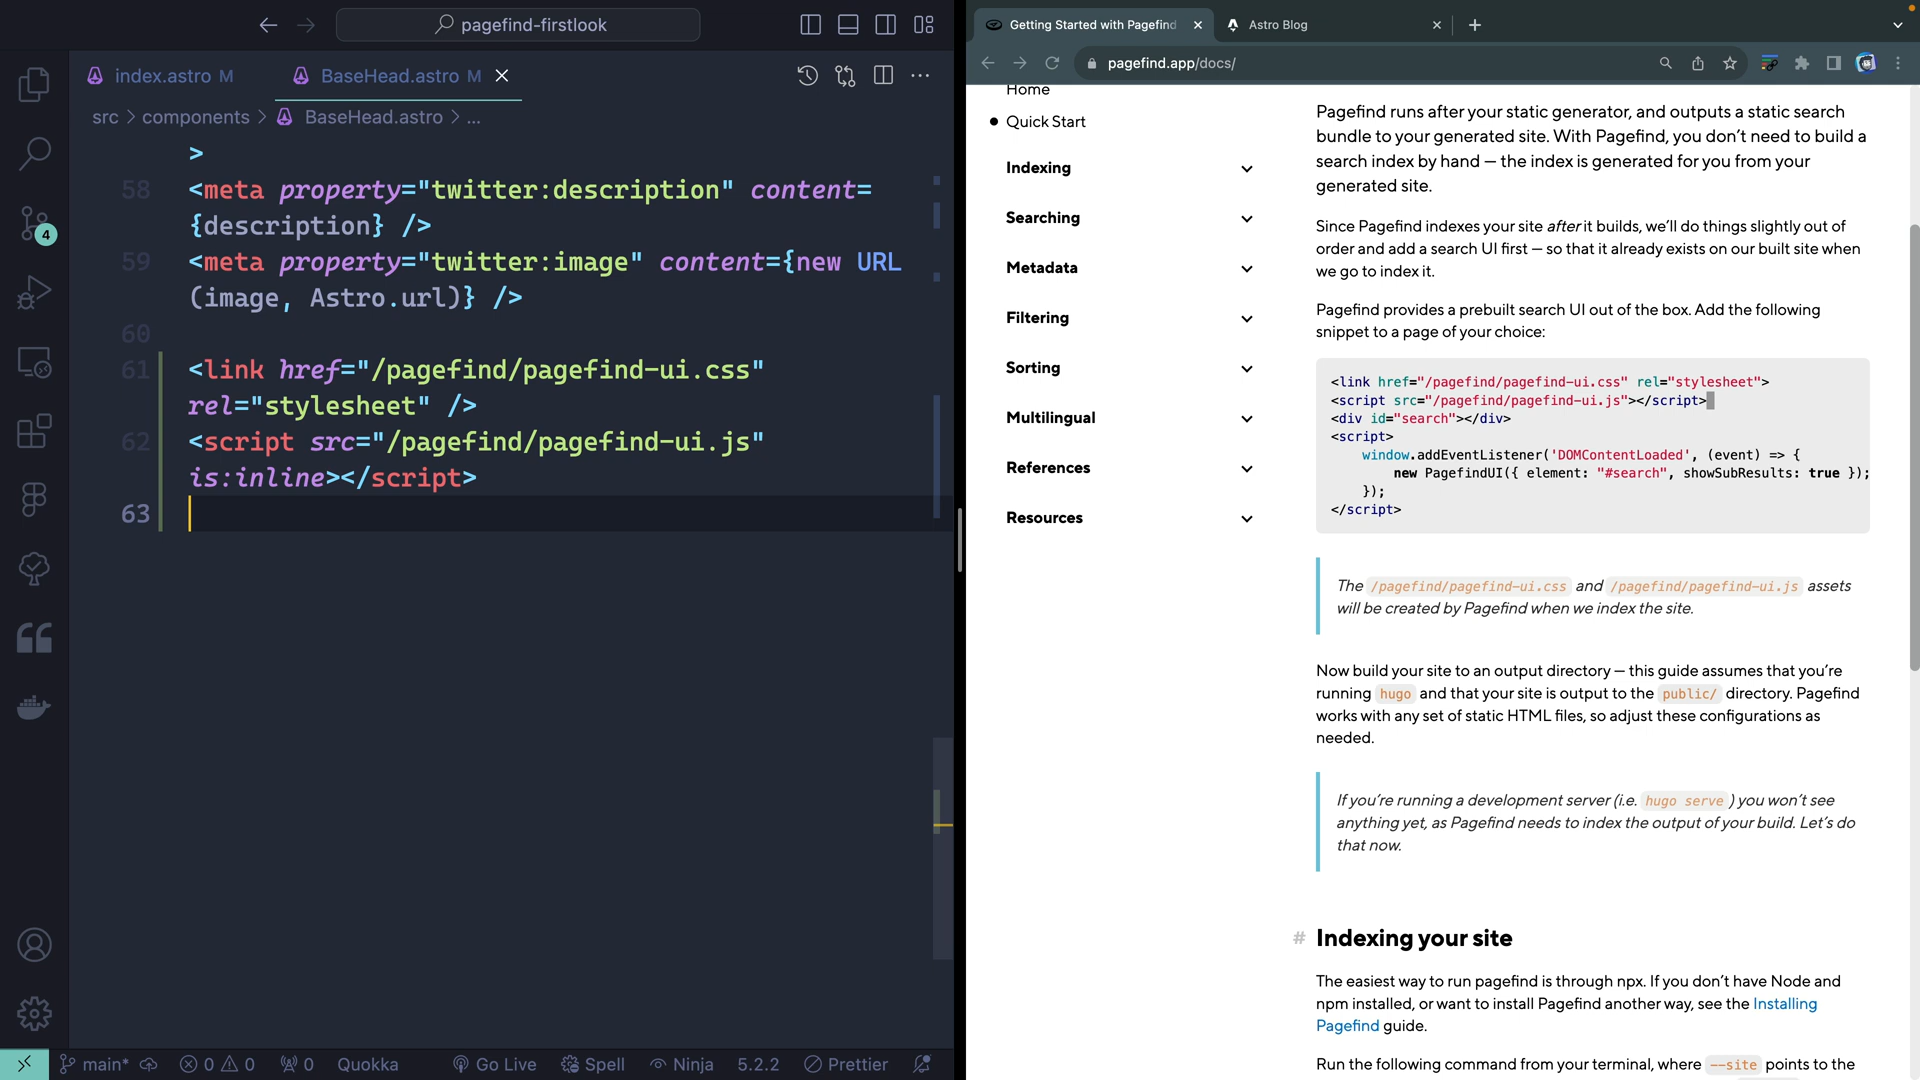 pagefind-firstlook
index.astro M
BaseHead.astro M
src > components > BaseHead.astro > ...
>
58 <meta property="twitter:description" content=
{description} />
59 <meta property="twitter:image" content={new URL
(image, Astro.url)} />
60
61 <link href="/pagefind/pagefind-ui.css"
rel="stylesheet" />
62 <script src="/pagefind/pagefind-ui.js"
is:inline></script>
63
4
main* 0 0 0 Quokka Go Live Spell Ninja 5.2.2 Prettier
Getting Started with Pagefind
Astro Blog
pagefind.app/docs/
Home
Quick Start
Indexing
Searching
Metadata
Filtering
Sorting
Multilingual
References
Resources
Pagefind runs after your static generator, and outputs a static search
bundle to your generated site. With Pagefind, you don’t need to build a
search index by hand — the index is generated for you from your
generated site.
Since Pagefind indexes your site after it builds, we’ll do things slightly out of
order and add a search UI first — so that it already exists on our built site when
we go to index it.
Pagefind provides a prebuilt search UI out of the box. Add the following
snippet to a page of your choice:
<link href="/pagefind/pagefind-ui.css" rel="stylesheet">
<script src="/pagefind/pagefind-ui.js"></script>
<div id="search"></div>
<script>
window.addEventListener('DOMContentLoaded', (event) => {
new PagefindUI({ element: "#search", showSubResults: true });
});
</script>
The /pagefind/pagefind-ui.css and /pagefind/pagefind-ui.js assets
will be created by Pagefind when we index the site.
Now build your site to an output directory — this guide assumes that you’re
running hugo and that your site is output to the public/ directory. Pagefind
works with any set of static HTML files, so adjust these configurations as
needed.
If you’re running a development server (i.e. hugo serve ) you won’t see
anything yet, as Pagefind needs to index the output of your build. Let’s do
that now.
# Indexing your site
The easiest way to run pagefind is through npx. If you don’t have Node and
npm installed, or want to install Pagefind another way, see the Installing
Pagefind guide.
Run the following command from your terminal, where --site points to the